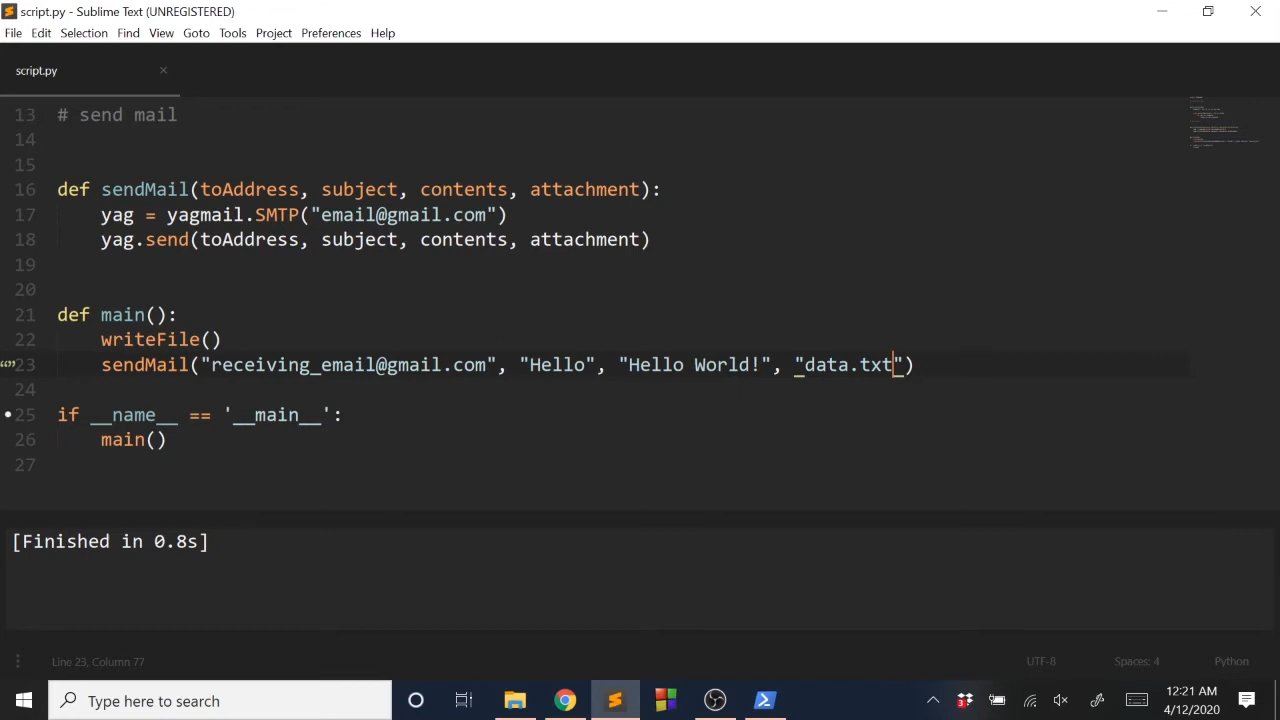 script.py - Sublime Text (UNREGISTERED)
File Edit Selection Find View Goto Tools Project Preferences Help
script.py
13 # send mail
14
15
16 def sendMail(toAddress, subject, contents, attachment):
17 yag = yagmail.SMTP("email@gmail.com")
18 yag.send(toAddress, subject, contents, attachment)
19
20
21 def main():
22 writeFile()
23 sendMail("receiving_email@gmail.com", "Hello", "Hello World!", "data.txt")
24
25 if __name__ == '__main__':
26 main()
27
[Finished in 0.8s]
Line 23, Column 77 UTF-8 Spaces: 4 Python
Type here to search
3
12:21 AM
4/12/2020